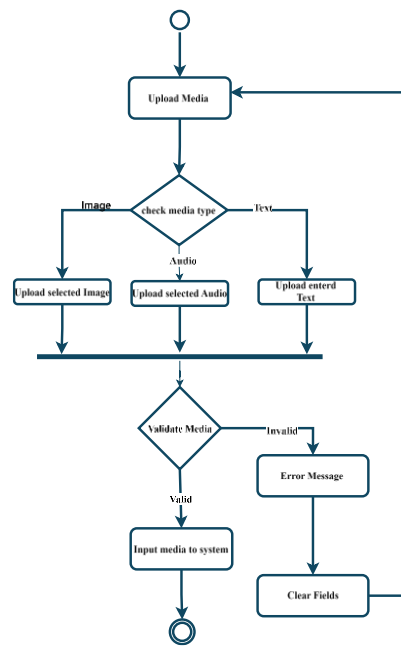 Upload Media
check media type
Image
Text
Audio
Upload selected Image
Upload selected Audio
Upload enterd
Text
Validate Media
Invalid
Error Message
Valid
Input media to system
Clear Fields